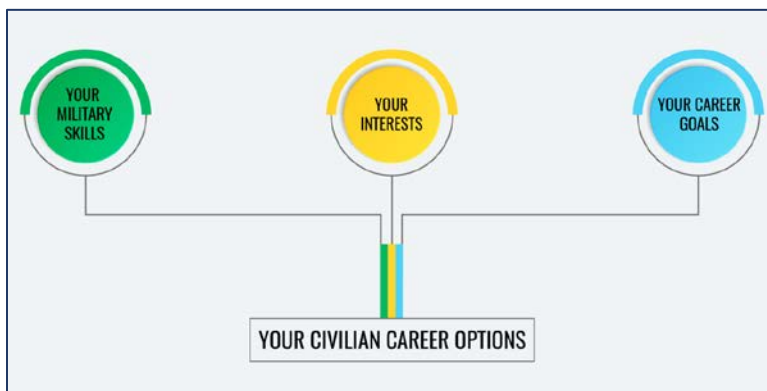 YOUR
MILITARY
SKILLS
YOUR
INTERESTS
YOUR CAREER
GOALS
YOUR CIVILIAN CAREER OPTIONS